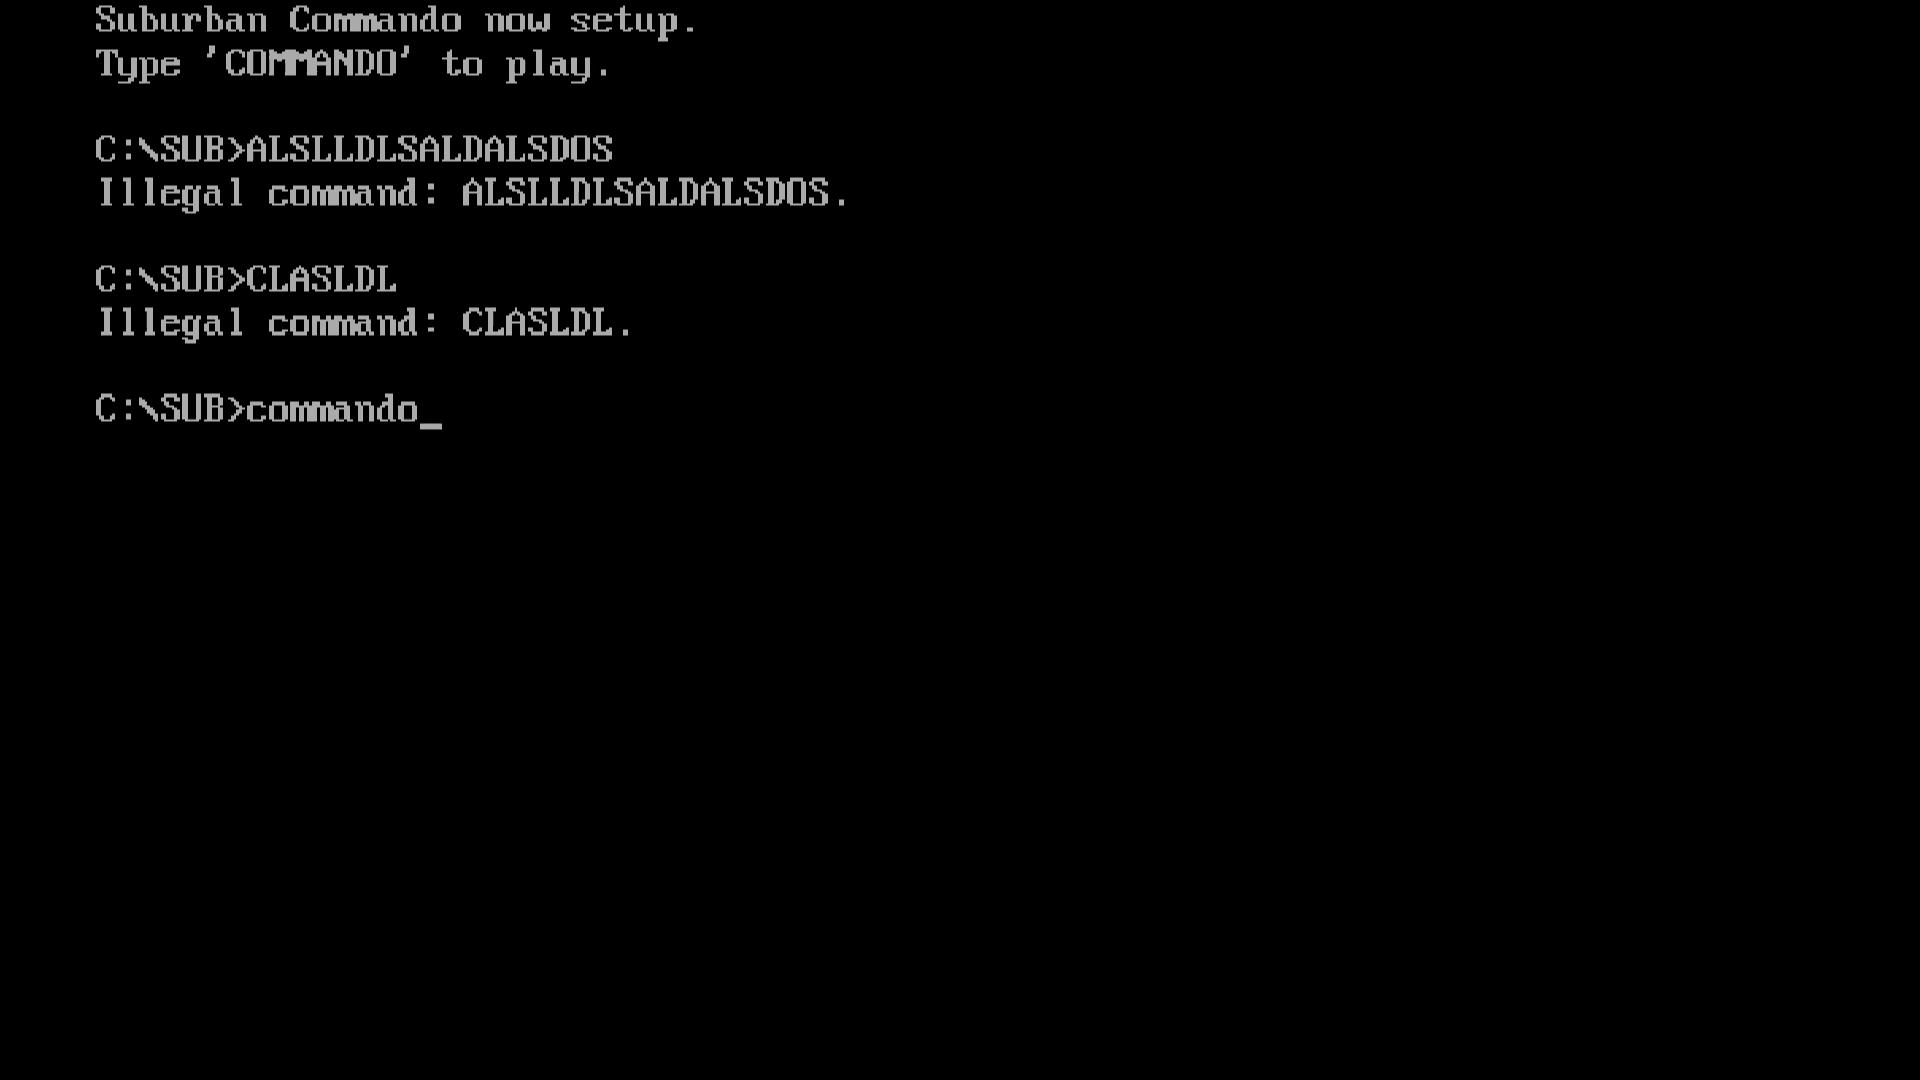 Suburban Commando now setup.
Type 'COMMANDO' to play.
C:\SUB>ALSLLDLSALDALSDOS
Illegal command: ALSLLDLSALDALSDOS.
C:\SUB>CLASLDL
Illegal command: CLASLDL.
C:\SUB>commando_